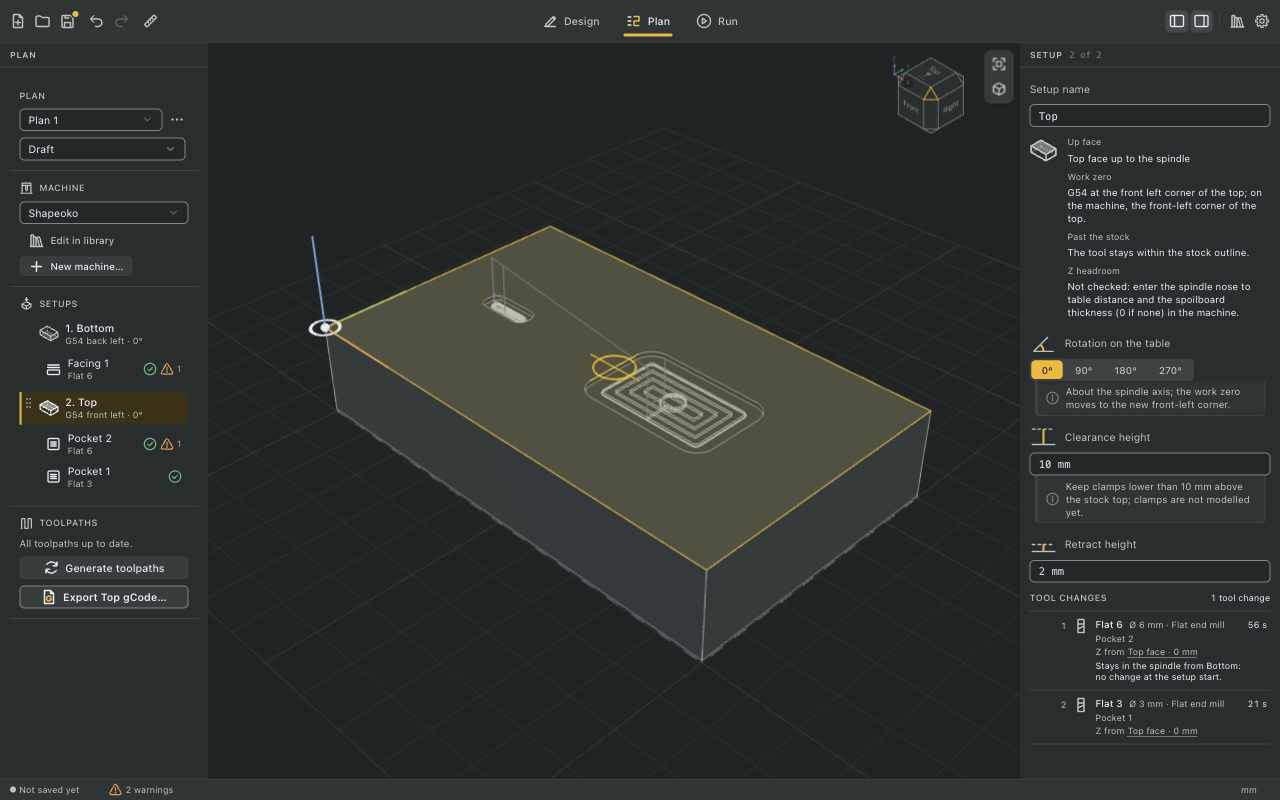 Design
Plan
Run
PLAN
PLAN
Plan 1
Draft
MACHINE
Shapeoko
Edit in library
New machine...
SETUPS
1. Bottom
G54 back left · 0°
Facing 1
Flat 6
1
2. Top
G54 front left · 0°
Pocket 2
Flat 6
1
Pocket 1
Flat 3
TOOLPATHS
All toolpaths up to date.
Generate toolpaths
Export Top gCode...
Top
Front
Right
SETUP 2 of 2
Setup name
Top
Up face
Top face up to the spindle
Work zero
G54 at the front left corner of the top; on
the machine, the front-left corner of the
top.
Past the stock
The tool stays within the stock outline.
Z headroom
Not checked: enter the spindle nose to
table distance and the spoilboard
thickness (0 if none) in the machine.
Rotation on the table
0° 90° 180° 270°
About the spindle axis; the work zero
moves to the new front-left corner.
Clearance height
10 mm
Keep clamps lower than 10 mm above
the stock top; clamps are not modelled
yet.
Retract height
2 mm
TOOL CHANGES 1 tool change
1 Flat 6 Ø 6 mm · Flat end mill 56 s
Pocket 2
Z from Top face · 0 mm
Stays in the spindle from Bottom:
no change at the setup start.
2 Flat 3 Ø 3 mm · Flat end mill 21 s
Pocket 1
Z from Top face · 0 mm
Not saved yet
2 warnings
mm